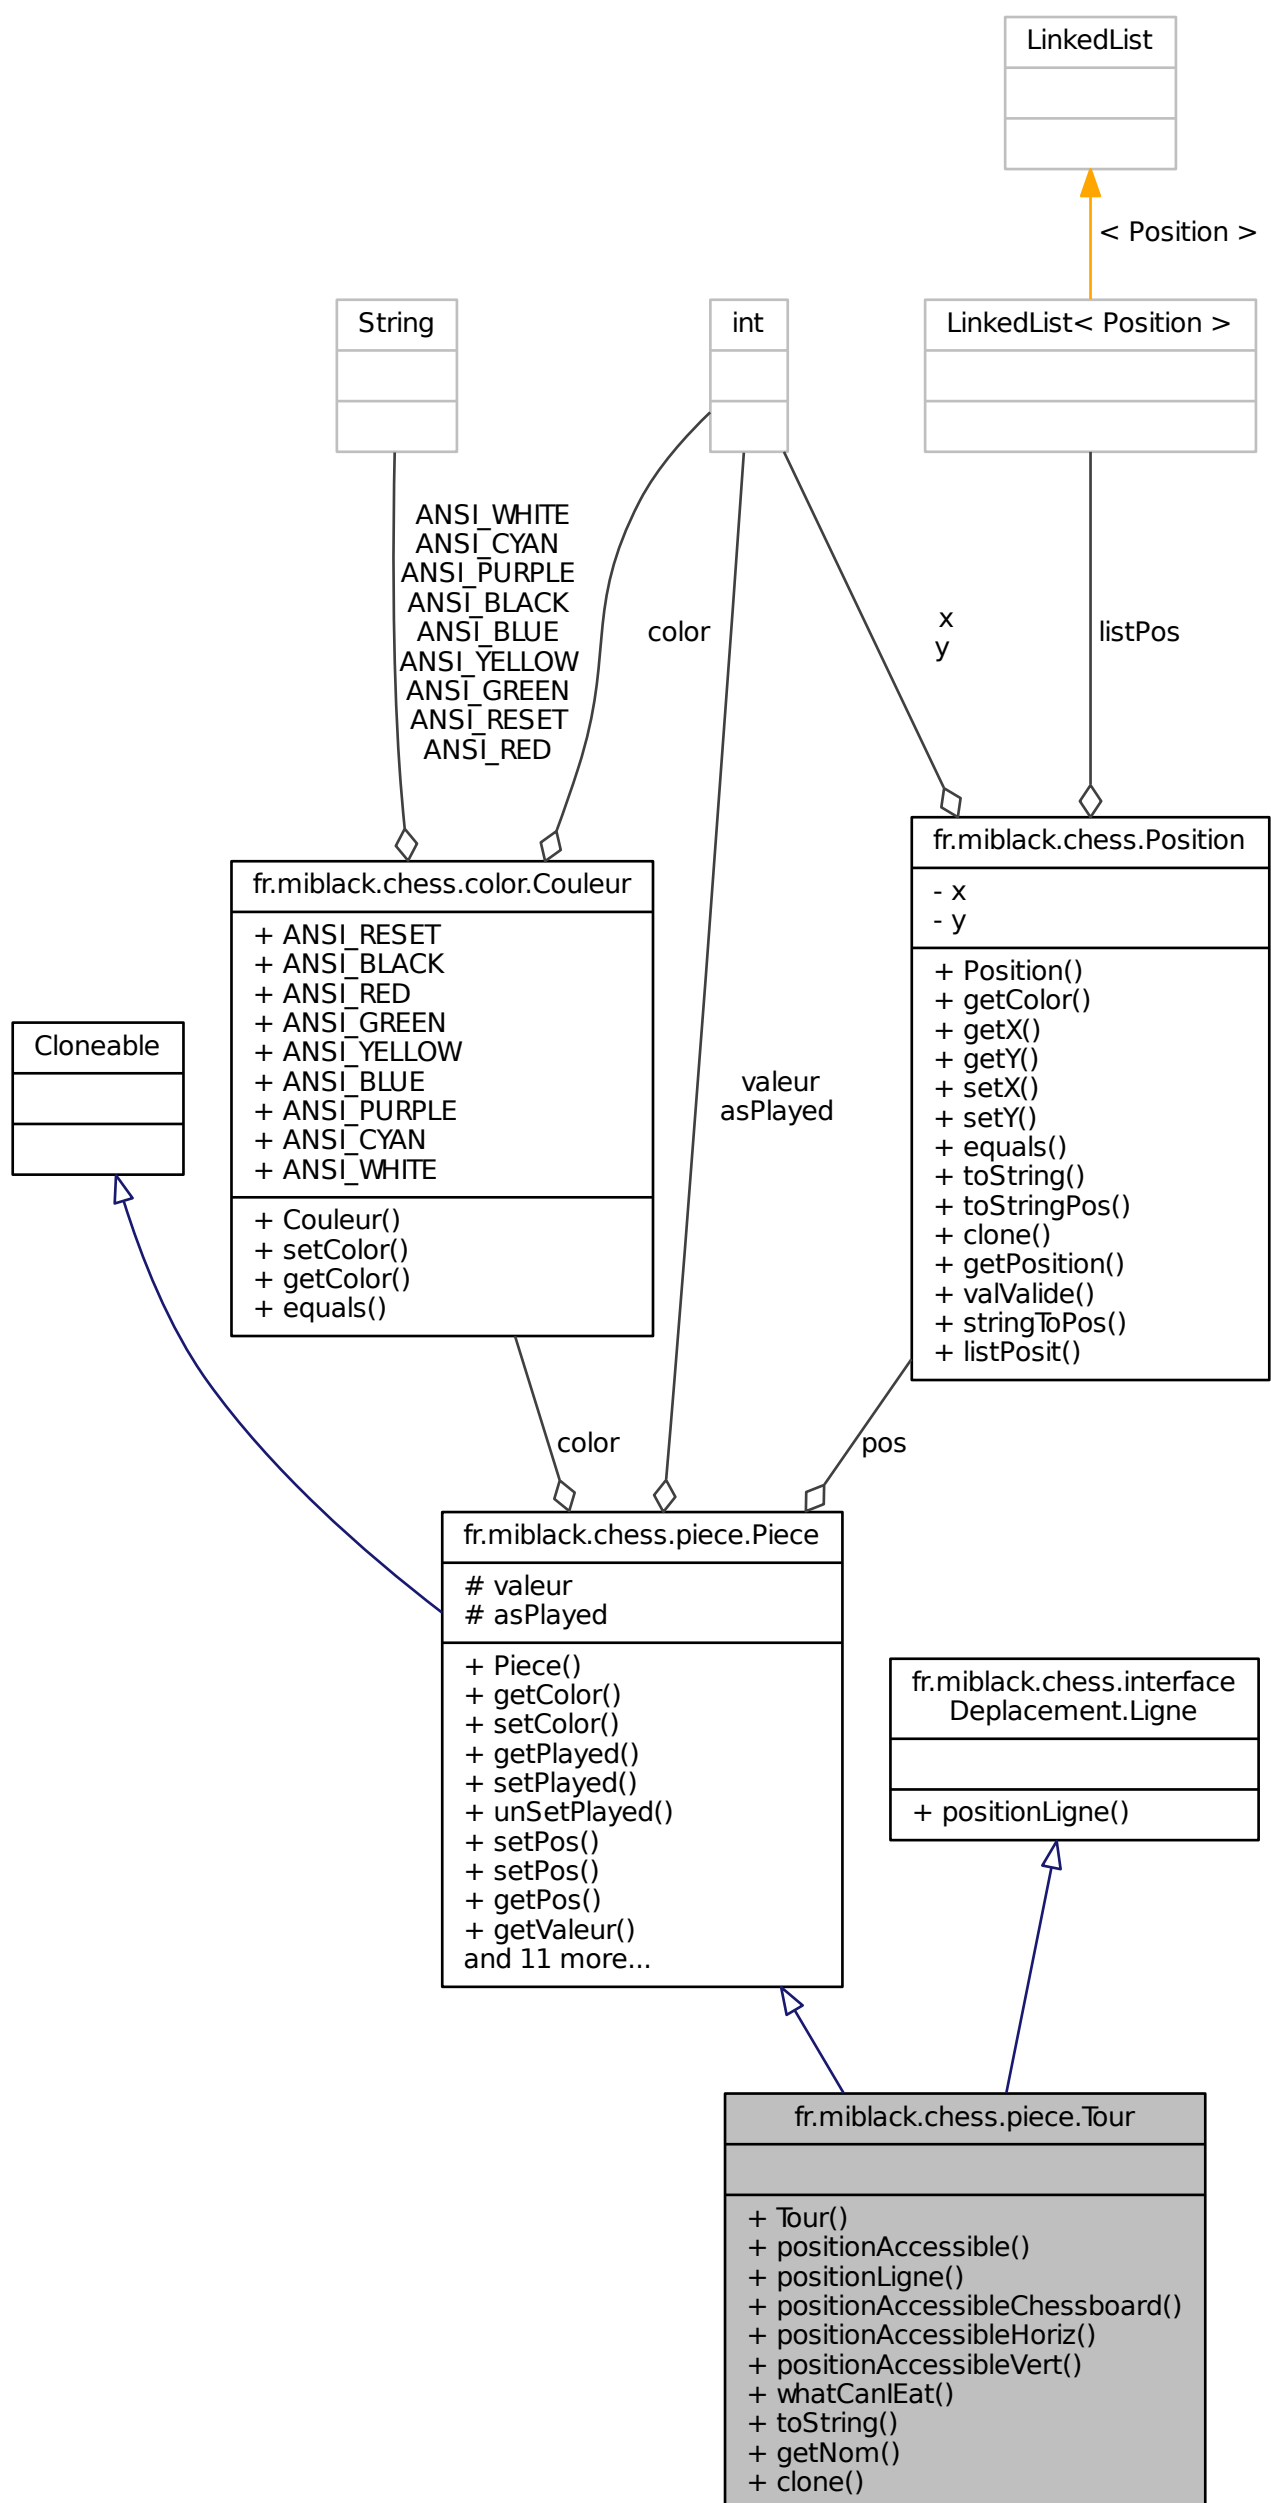 LinkedList
< Position >
String
int
LinkedList< Position >
ANSI_WHITE
ANSI_CYAN
ANSI_PURPLE
ANSI_BLACK
ANSI_BLUE
ANSI_YELLOW
ANSI_GREEN
ANSI_RESET
ANSI_RED
color
x
y
listPos
fr.miblack.chess.Position
- x
- y
+ Position()
+ getColor()
+ getX()
+ getY()
+ setX()
+ setY()
+ equals()
+ toString()
+ toStringPos()
+ clone()
+ getPosition()
+ valValide()
+ stringToPos()
+ listPosit()
fr.miblack.chess.color.Couleur
+ ANSI_RESET
+ ANSI_BLACK
+ ANSI_RED
+ ANSI_GREEN
+ ANSI_YELLOW
+ ANSI_BLUE
+ ANSI_PURPLE
+ ANSI_CYAN
+ ANSI_WHITE
+ Couleur()
+ setColor()
+ getColor()
+ equals()
Cloneable
valeur
asPlayed
color
pos
fr.miblack.chess.piece.Piece
# valeur
# asPlayed
+ Piece()
+ getColor()
+ setColor()
+ getPlayed()
+ setPlayed()
+ unSetPlayed()
+ setPos()
+ setPos()
+ getPos()
+ getValeur()
and 11 more...
fr.miblack.chess.interface
Deplacement.Ligne
+ positionLigne()
fr.miblack.chess.piece.Tour
+ Tour()
+ positionAccessible()
+ positionLigne()
+ positionAccessibleChessboard()
+ positionAccessibleHoriz()
+ positionAccessibleVert()
+ whatCanIEat()
+ toString()
+ getNom()
+ clone()